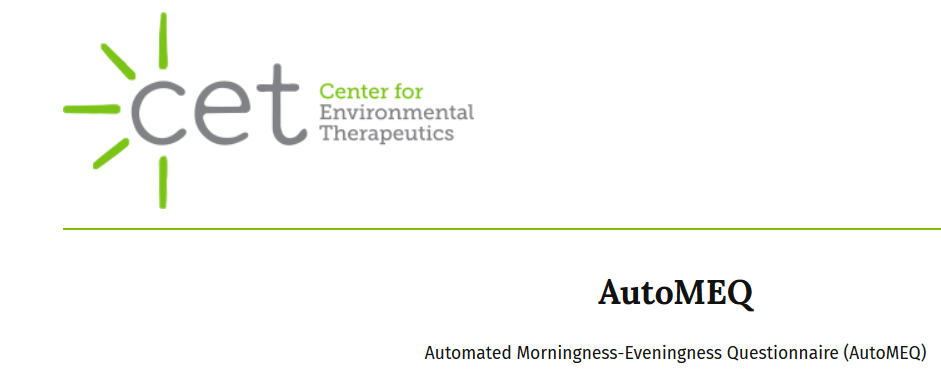 cet
Center for
Environmental
Therapeutics
AutoMEQ
Automated Morningness-Eveningness Questionnaire (AutoMEQ)